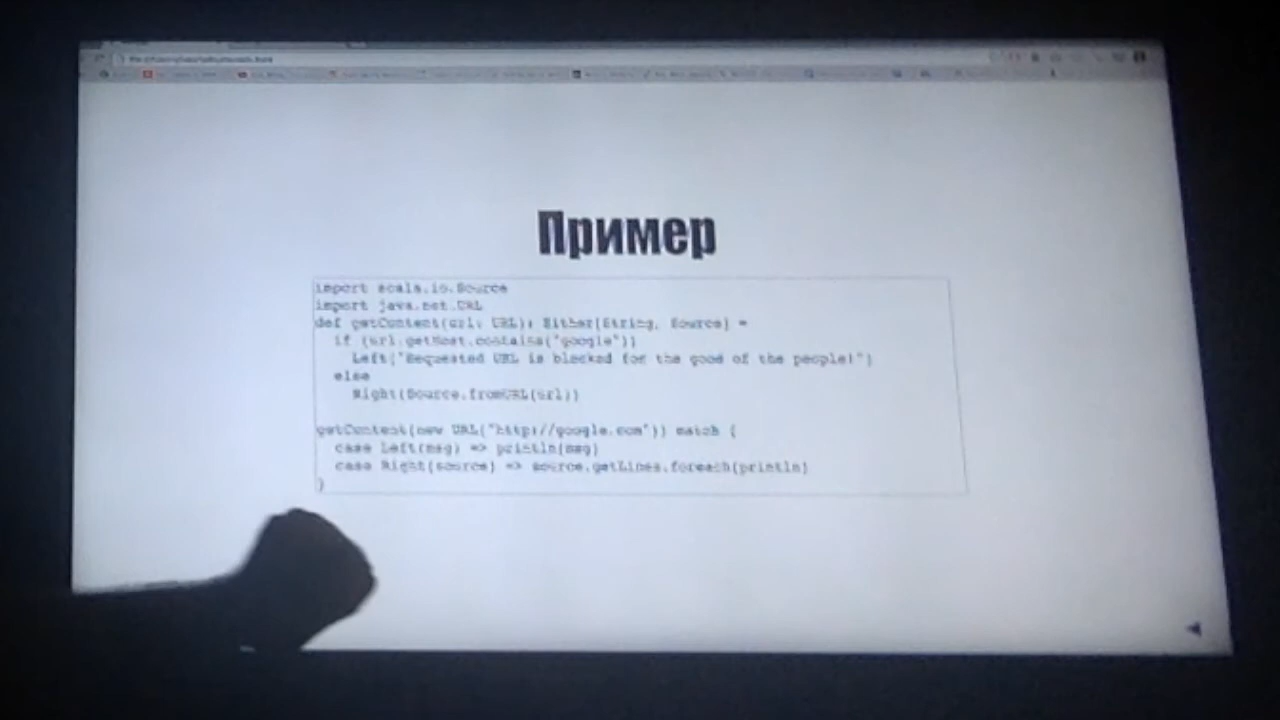 Пример
import scala.io.Source
import java.net.URL
def getContent(url: URL): Either[String, Source] =
if (url.getHost.contains("google"))
Left("Requested URL is blocked for the good of the people!")
else
Right(Source.fromURL(url))
getContent(new URL("http://google.com")) match {
case Left(msg) => println(msg)
case Right(source) => source.getLines.foreach(println)
}